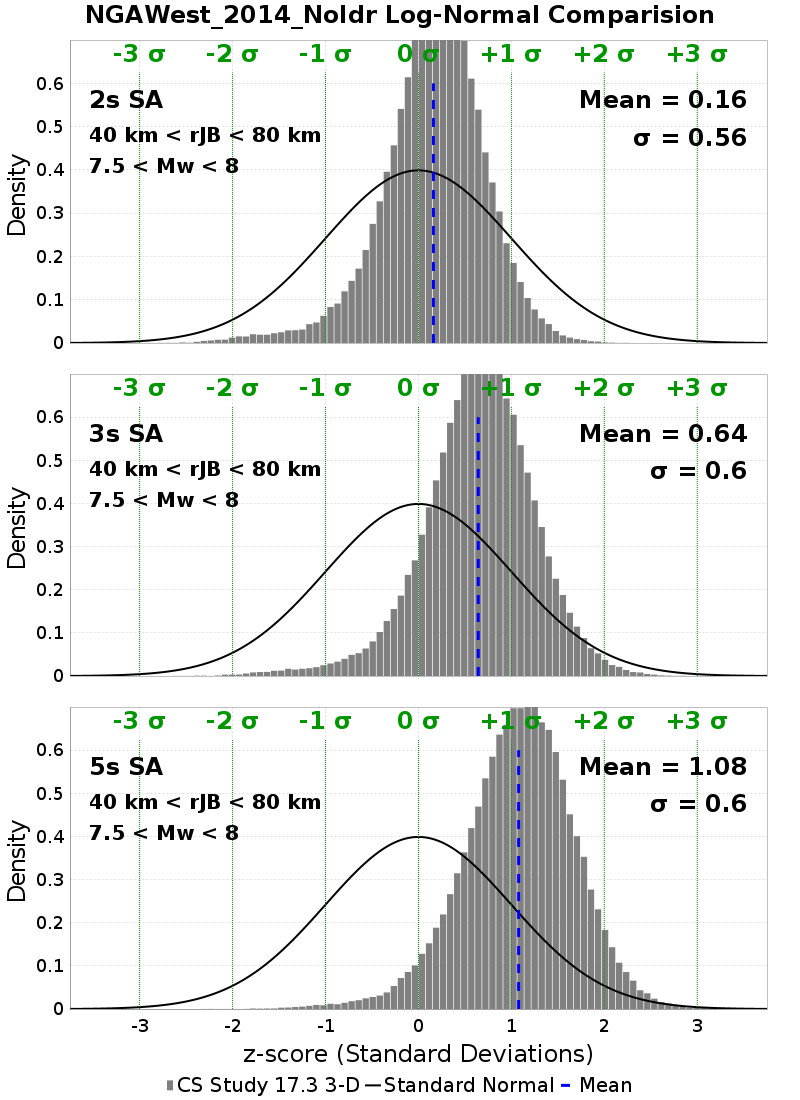 NGAWest_2014_NoIdr Log-Normal Comparision
-3 σ -2 σ -1 σ 0 σ +1 σ +2 σ +3 σ
2s SA Mean = 0.16
40 km < rJB < 80 km σ = 0.56
7.5 < Mw < 8
Density
0.6
0.5
0.4
0.3
0.2
0.1
0
-3 σ -2 σ -1 σ 0 σ +1 σ +2 σ +3 σ
3s SA Mean = 0.64
40 km < rJB < 80 km σ = 0.6
7.5 < Mw < 8
Density
0.6
0.5
0.4
0.3
0.2
0.1
0
-3 σ -2 σ -1 σ 0 σ +1 σ +2 σ +3 σ
5s SA Mean = 1.08
40 km < rJB < 80 km σ = 0.6
7.5 < Mw < 8
Density
0.6
0.5
0.4
0.3
0.2
0.1
0
-3 -2 -1 0 1 2 3
z-score (Standard Deviations)
CS Study 17.3 3-D Standard Normal Mean